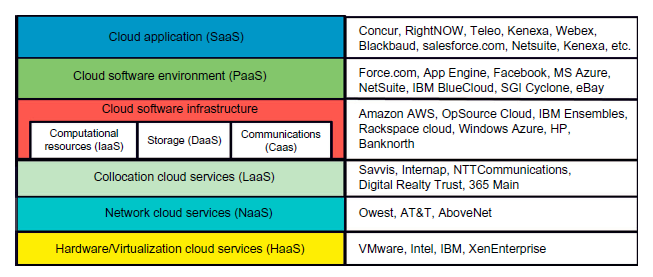 Cloud application (SaaS)
Concur, RightNOW, Teleo, Kenexa, Webex,
Blackbaud, salesforce.com, Netsuite, Kenexa, etc.
Cloud software environment (PaaS)
Force.com, App Engine, Facebook, MS Azure,
NetSuite, IBM BlueCloud, SGI Cyclone, eBay
Cloud software infrastructure
Computational
resources (IaaS)
Storage (DaaS)
Communications
(Caas)
Amazon AWS, OpSource Cloud, IBM Ensembles,
Rackspace cloud, Windows Azure, HP,
Banknorth
Collocation cloud services (LaaS)
Savvis, Internap, NTTCommunications,
Digital Realty Trust, 365 Main
Network cloud services (NaaS)
Owest, AT&T, AboveNet
Hardware/Virtualization cloud services (HaaS)
VMware, Intel, IBM, XenEnterprise